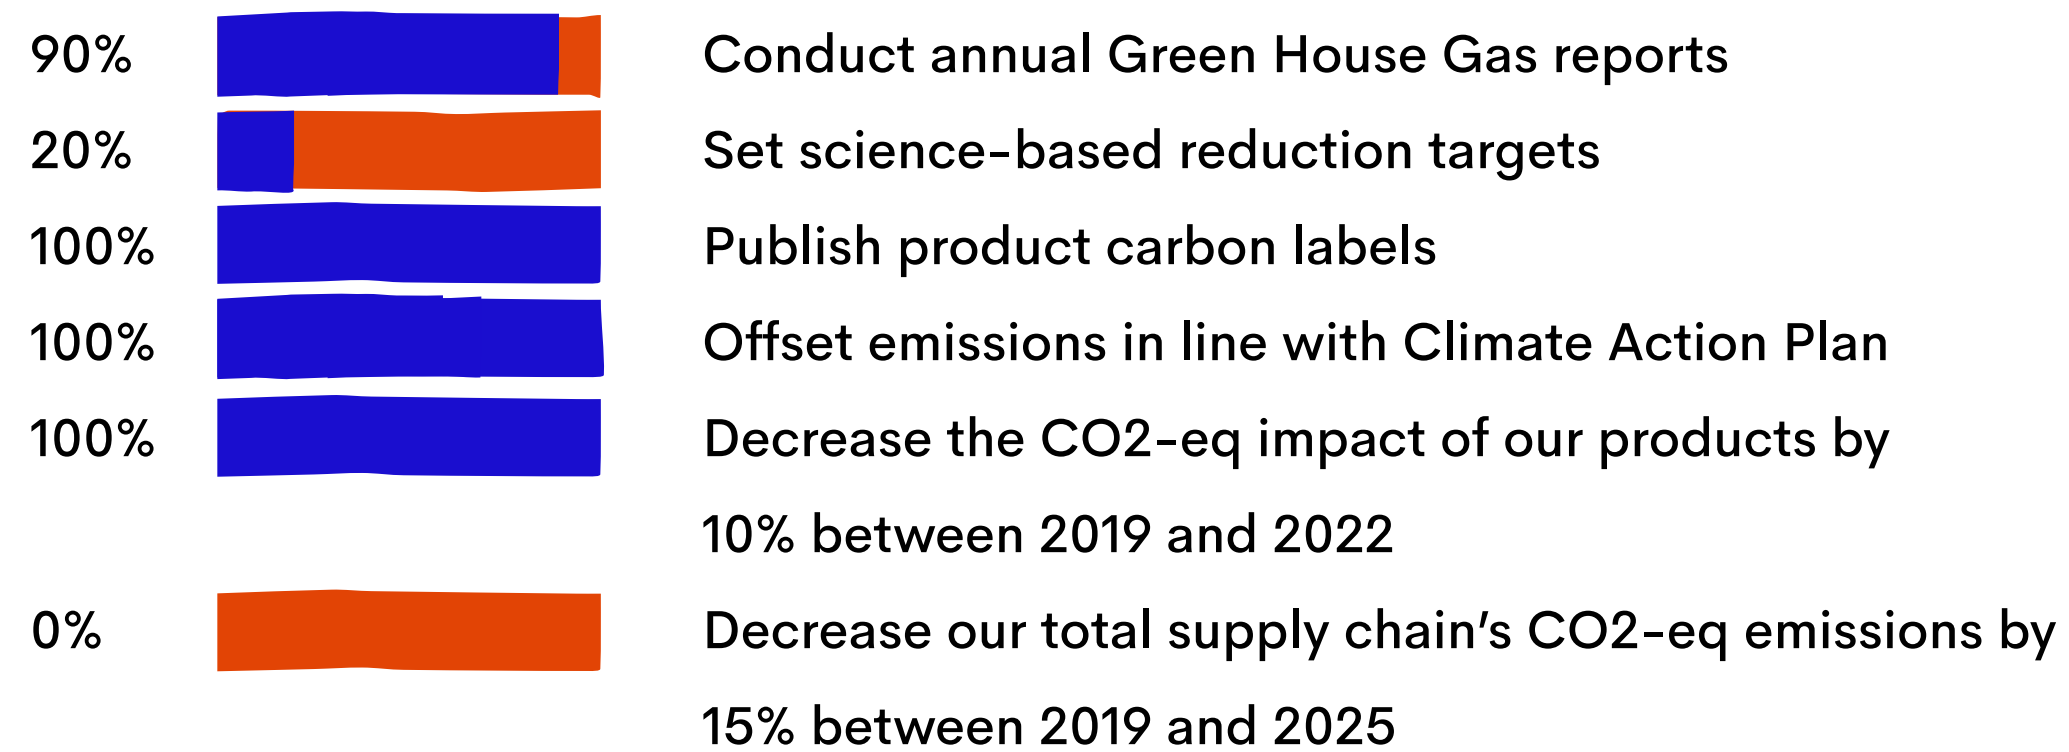 90% Conduct annual Green House Gas reports
20% Set science-based reduction targets
100% Publish product carbon labels
100% Offset emissions in line with Climate Action Plan
100% Decrease the CO2-eq impact of our products by
10% between 2019 and 2022
0% Decrease our total supply chain’s CO2-eq emissions by
15% between 2019 and 2025